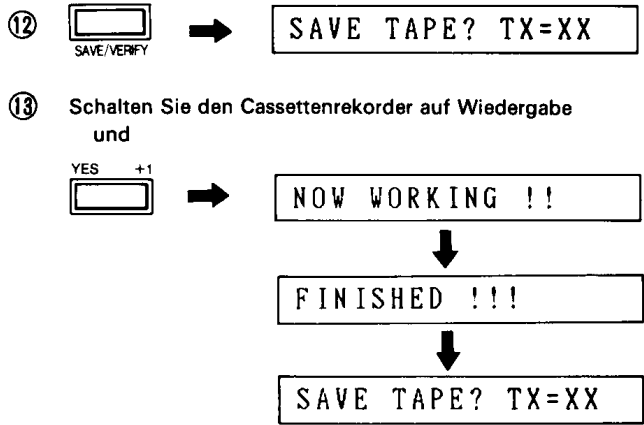 ⑫ SAVE/VERIFY SAVE TAPE? TX=XX
⑬ Schalten Sie den Cassettenrekorder auf Wiedergabe
und
YES +1
NOW WORKING !!
FINISHED !!!
SAVE TAPE? TX=XX